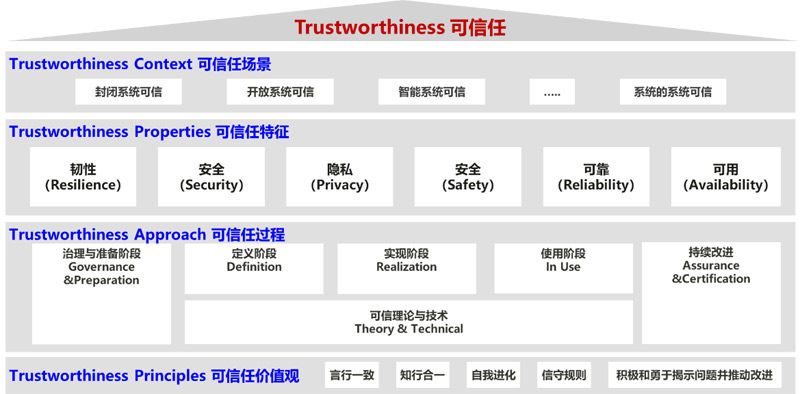 Trustworthiness 可信任
Trustworthiness Context 可信任场景
封闭系统可信
开放系统可信
智能系统可信
.....
系统的系统可信
Trustworthiness Properties 可信任特征
韧性
（Resilience）
安全
（Security）
隐私
（Privacy）
安全
（Safety）
可靠
（Reliability）
可用
（Availability）
Trustworthiness Approach 可信任过程
治理与准备阶段
Governance
&Preparation
定义阶段
Definition
实现阶段
Realization
使用阶段
In Use
持续改进
Assurance
&Certification
可信理论与技术
Theory & Technical
Trustworthiness Principles 可信任价值观
言行一致
知行合一
自我进化
信守规则
积极和勇于揭示问题并推动改进